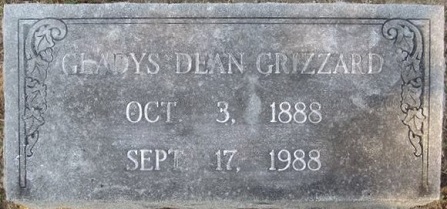 GLADYS DEAN GRIZZARD
OCT. 3, 1888
SEPT. 17, 1988